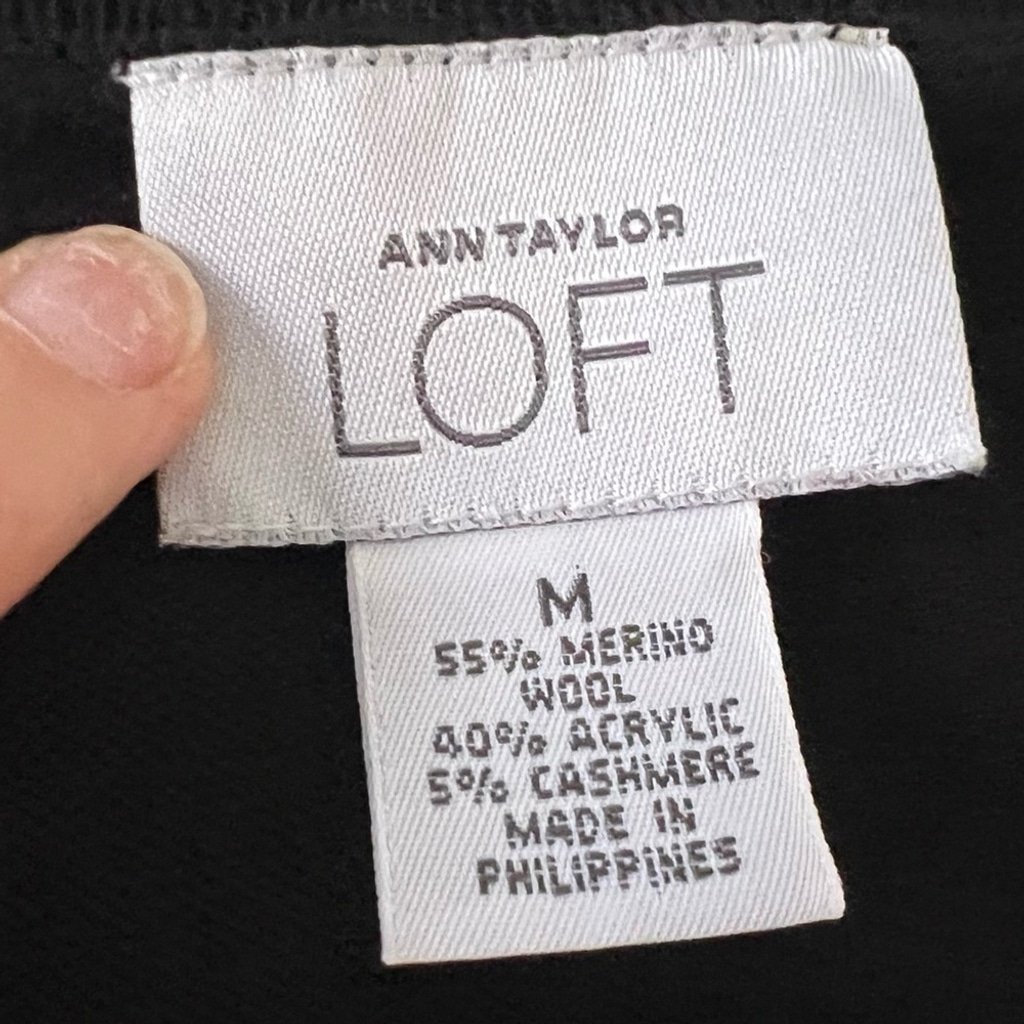 ANN TAYLOR
LOFT
M
55% MERINO
WOOL
40% ACRYLIC
5% CASHMERE
MADE IN
PHILIPPINES